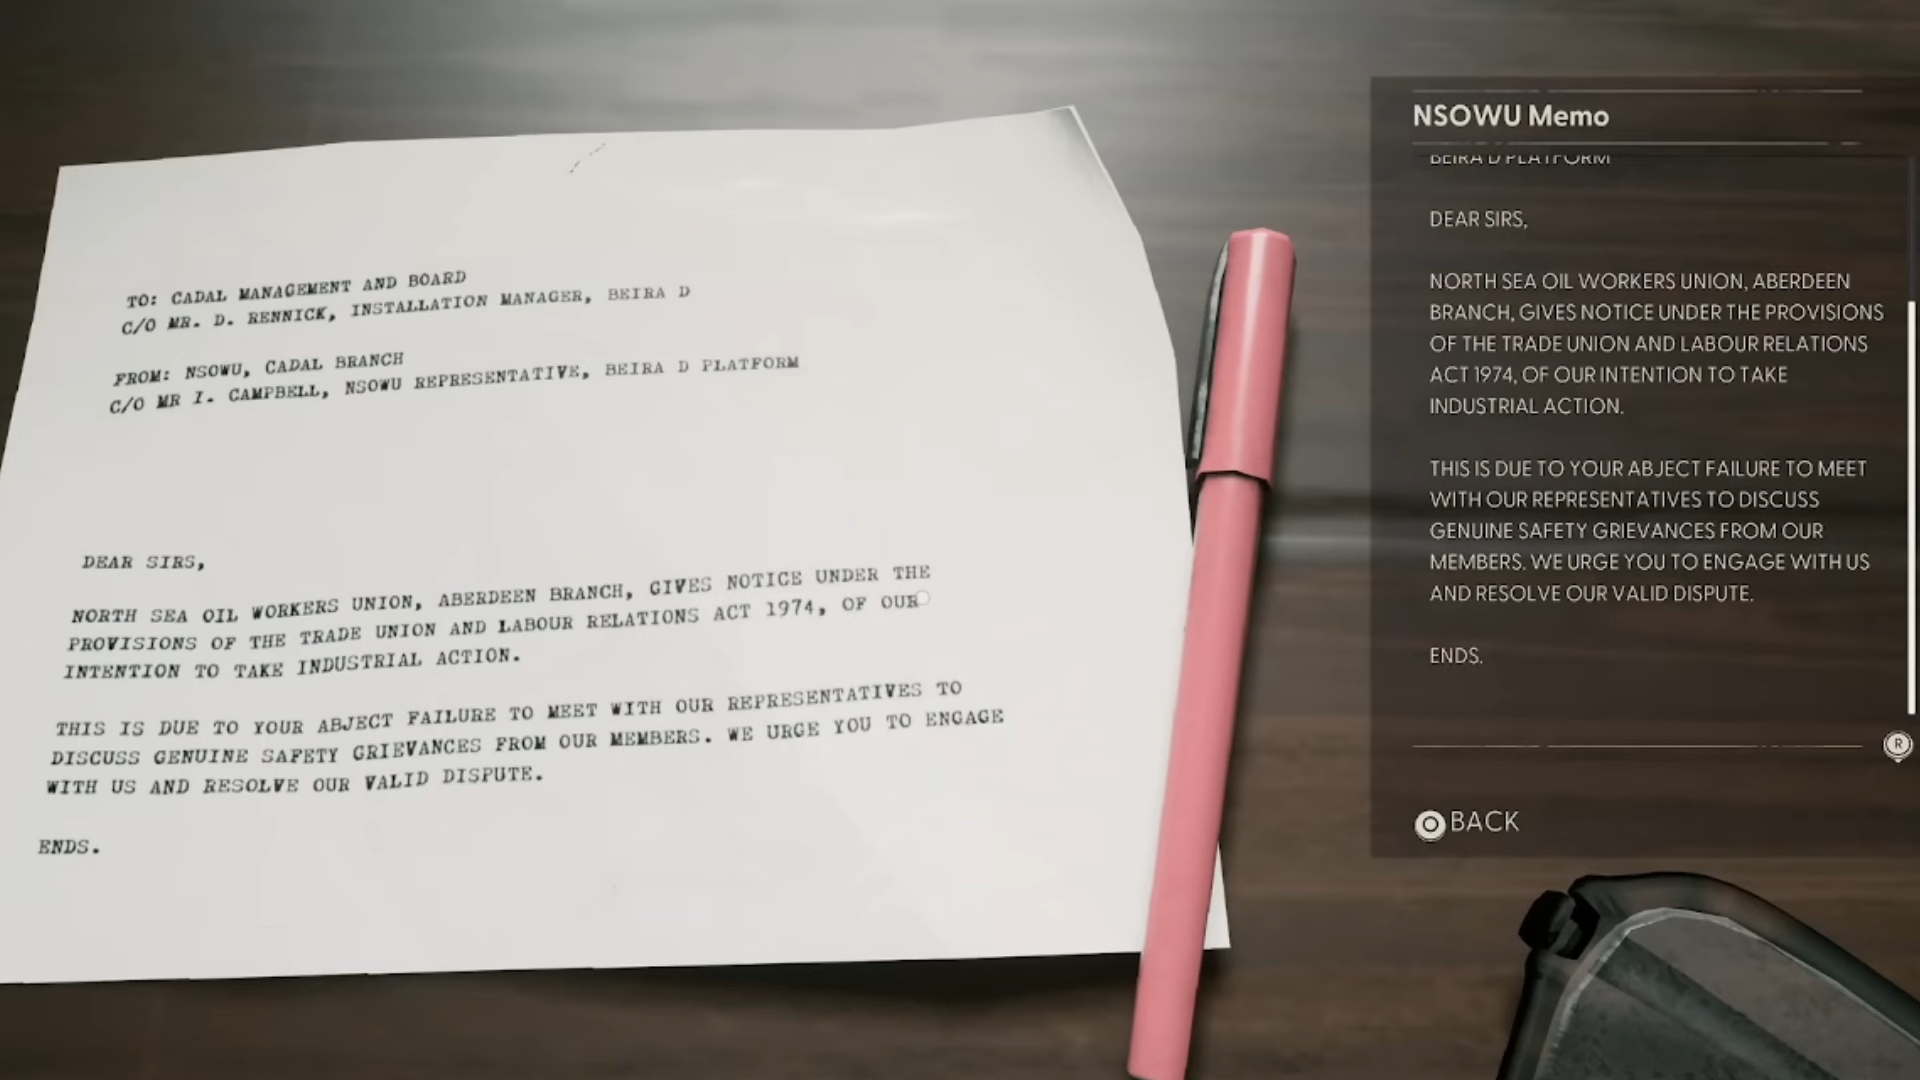 TO: CADAL MANAGEMENT AND BOARD
C/O MR. D. RENNICK, INSTALLATION MANAGER, BEIRA D
FROM: NSOWU, CADAL BRANCH
C/O MR I. CAMPBELL, NSOWU REPRESENTATIVE, BEIRA D PLATFORM
DEAR SIRS,
NORTH SEA OIL WORKERS UNION, ABERDEEN BRANCH, GIVES NOTICE UNDER THE
PROVISIONS OF THE TRADE UNION AND LABOUR RELATIONS ACT 1974, OF OUR
INTENTION TO TAKE INDUSTRIAL ACTION.
THIS IS DUE TO YOUR ABJECT FAILURE TO MEET WITH OUR REPRESENTATIVES TO
DISCUSS GENUINE SAFETY GRIEVANCES FROM OUR MEMBERS. WE URGE YOU TO ENGAGE
WITH US AND RESOLVE OUR VALID DISPUTE.
ENDS.
NSOWU Memo
BEIRA D PLATFORM
DEAR SIRS,
NORTH SEA OIL WORKERS UNION, ABERDEEN
BRANCH, GIVES NOTICE UNDER THE PROVISIONS
OF THE TRADE UNION AND LABOUR RELATIONS
ACT 1974, OF OUR INTENTION TO TAKE
INDUSTRIAL ACTION.
THIS IS DUE TO YOUR ABJECT FAILURE TO MEET
WITH OUR REPRESENTATIVES TO DISCUSS
GENUINE SAFETY GRIEVANCES FROM OUR
MEMBERS. WE URGE YOU TO ENGAGE WITH US
AND RESOLVE OUR VALID DISPUTE.
ENDS.
R
BACK